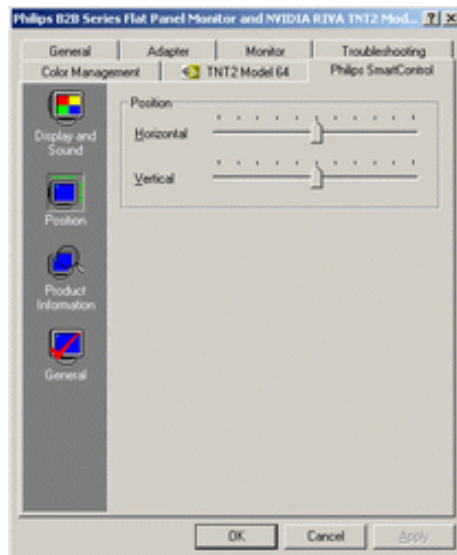 Philips B2B Series Flat Panel Monitor and NVIDIA RIVA TNT2 Mod...
General Adapter Monitor Troubleshooting
Color Management TNT2 Model 64 Philips SmartControl
Position
Horizontal
Vertical
Display and
Sound
Position
Product
Information
General
OK Cancel Apply